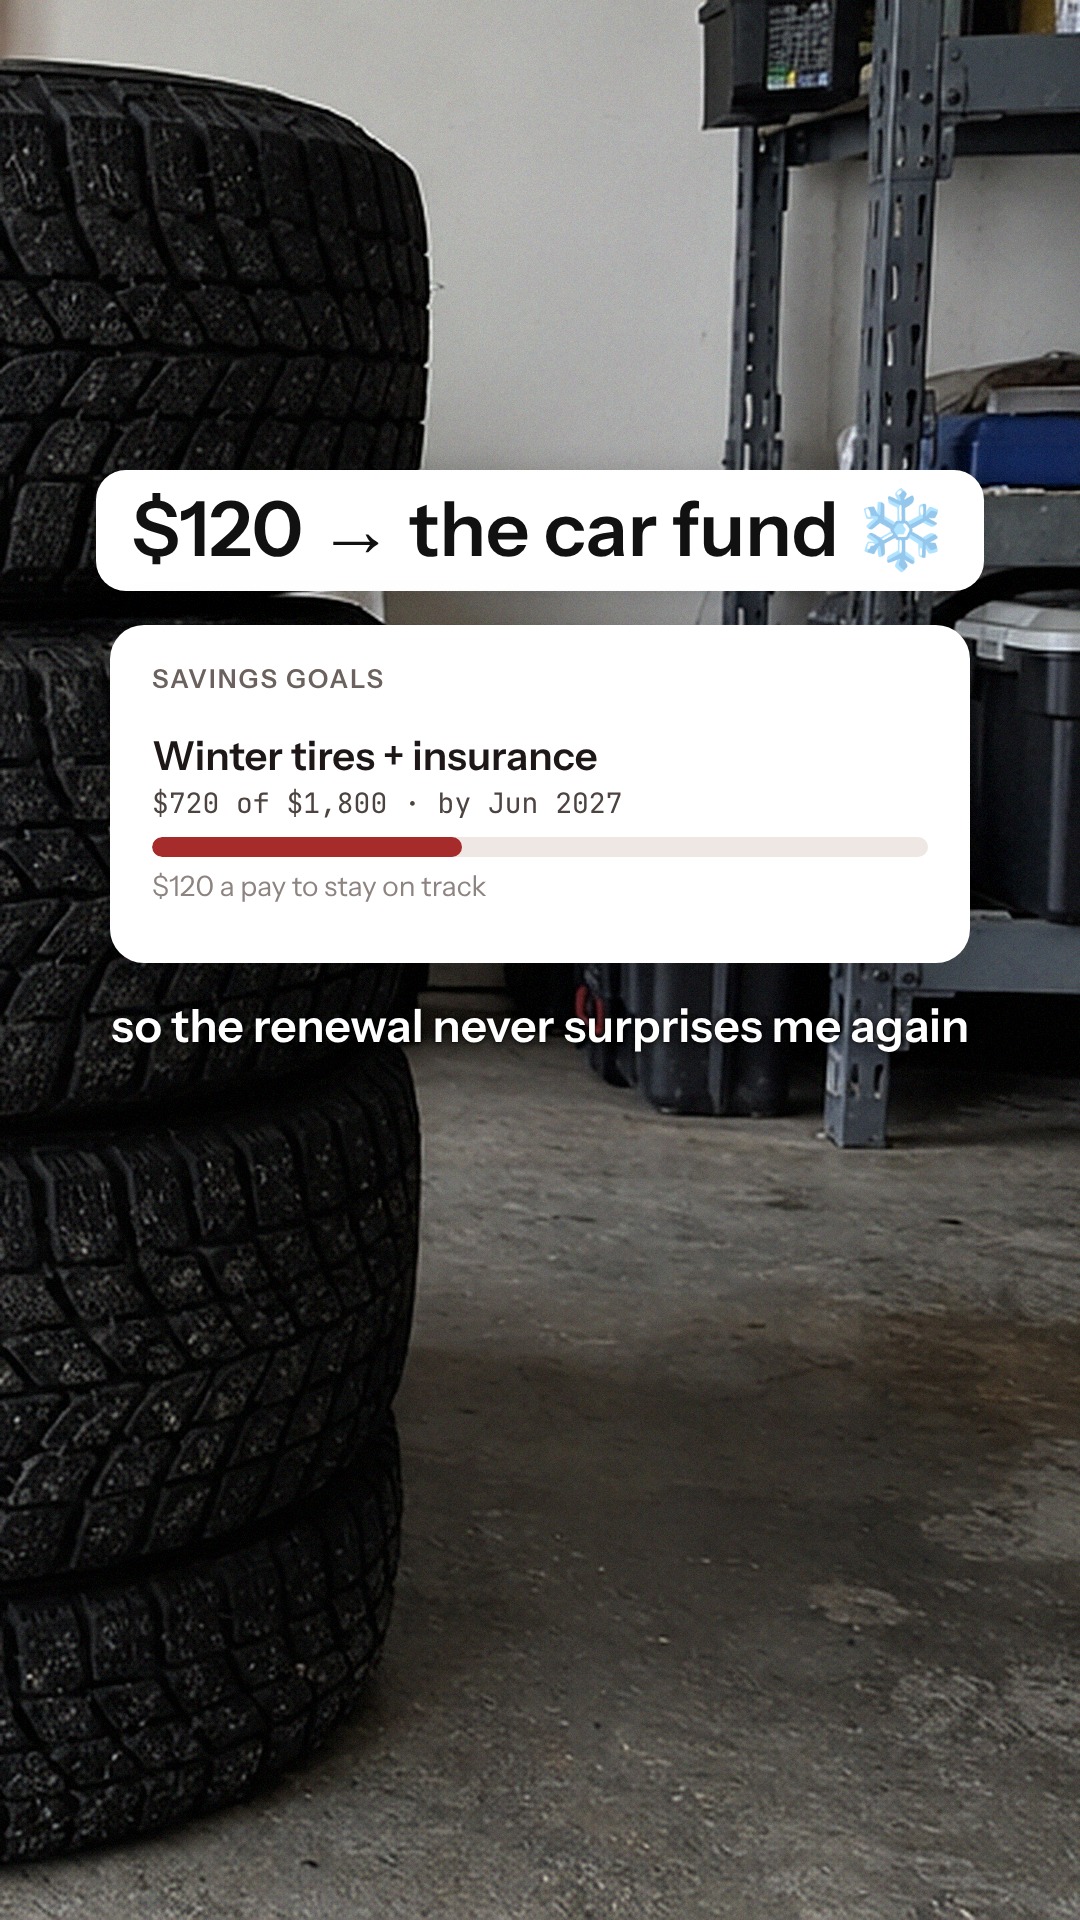 $120 → the car fund ❄️
SAVINGS GOALS
Winter tires + insurance
$720 of $1,800 · by Jun 2027
$120 a pay to stay on track
so the renewal never surprises me again